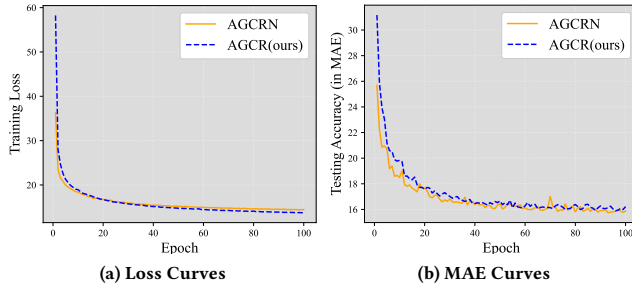 60
50
40
30
20
Training Loss
0
20
40
60
80
100
Epoch
AGCRN
AGCR(ours)
(a) Loss Curves
30
28
26
24
22
20
18
16
Testing Accuracy (in MAE)
0
20
40
60
80
100
Epoch
AGCRN
AGCR(ours)
(b) MAE Curves